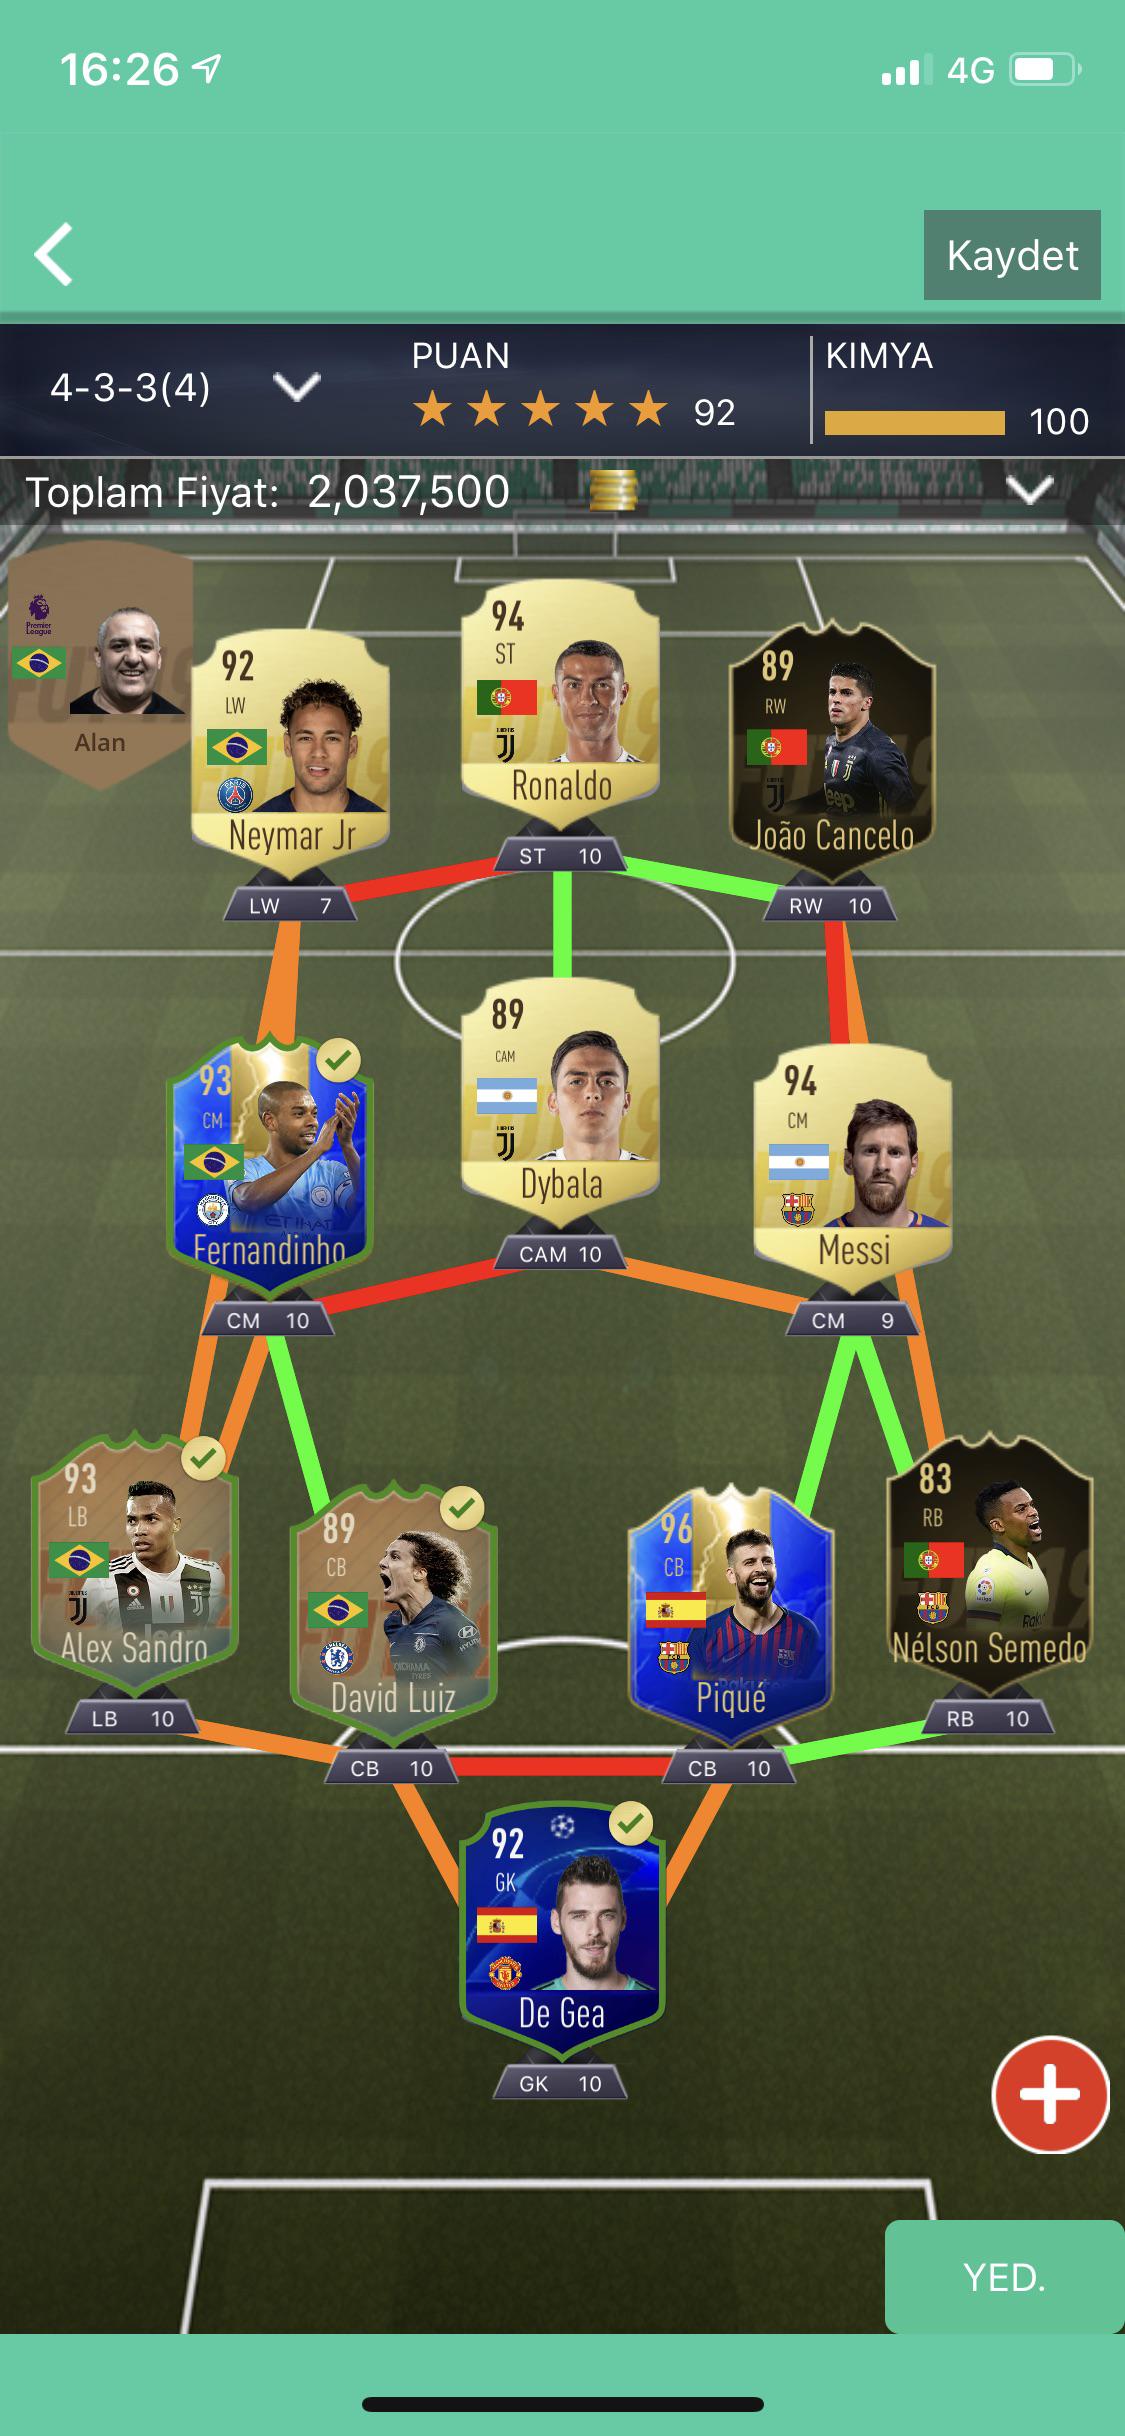 16:26
4G
Kaydet
4-3-3(4)
PUAN
92
KIMYA
100
Toplam Fiyat: 2,037,500
Premier
League
Alan
92
LW
Neymar Jr
LW 7
94
ST
Ronaldo
ST 10
89
RW
João Cancelo
RW 10
93
CM
Fernandinho
CM 10
89
CAM
Dybala
CAM 10
94
CM
Messi
CM 9
93
LB
Alex Sandro
LB 10
89
CB
David Luiz
CB 10
96
CB
Piqué
CB 10
83
RB
Nélson Semedo
RB 10
92
GK
De Gea
GK 10
YED.